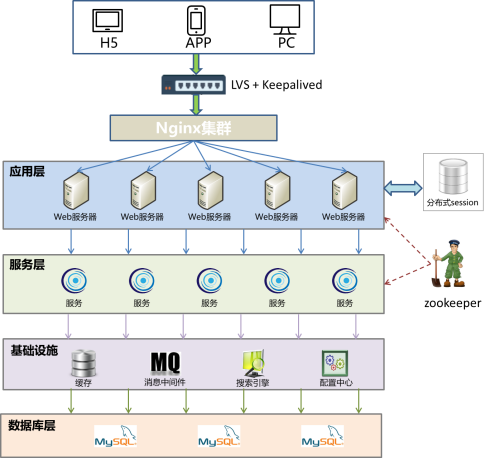 H5 APP PC
LVS + Keepalived
Nginx集群
应用层
Web服务器 Web服务器 Web服务器 Web服务器 Web服务器
分布式session
服务层
服务 服务 服务 服务 服务
zookeeper
基础设施
MQ
缓存 消息中间件 搜索引擎 配置中心
数据库层
MySQL MySQL MySQL